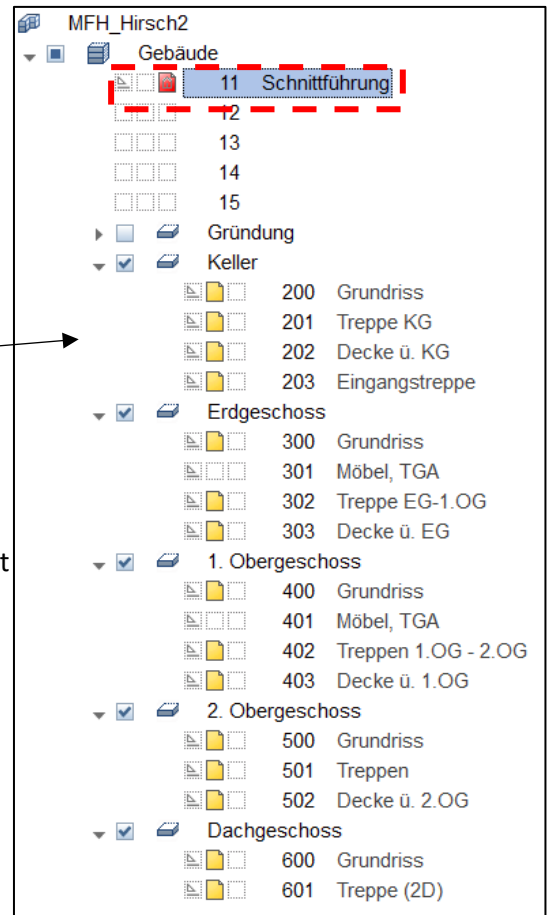 MFH_Hirsch2
Gebäude
11 Schnittführung
12
13
14
15
Gründung
Keller
200 Grundriss
201 Treppe KG
202 Decke ü. KG
203 Eingangstreppe
Erdgeschoss
300 Grundriss
301 Möbel, TGA
302 Treppe EG-1.OG
303 Decke ü. EG
t
1. Obergeschoss
400 Grundriss
401 Möbel, TGA
402 Treppen 1.OG - 2.OG
403 Decke ü. 1.OG
2. Obergeschoss
500 Grundriss
501 Treppen
502 Decke ü. 2.OG
Dachgeschoss
600 Grundriss
601 Treppe (2D)